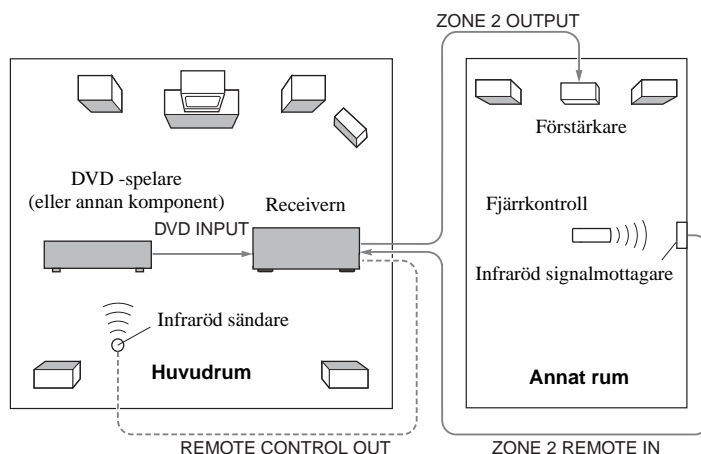 ZONE 2 OUTPUT
Förstärkare
DVD -spelare
(eller annan komponent)
Receivern
DVD INPUT
Fjärrkontroll
Infraröd signalmottagare
Infraröd sändare
Huvudrum
Annat rum
REMOTE CONTROL OUT
ZONE 2 REMOTE IN